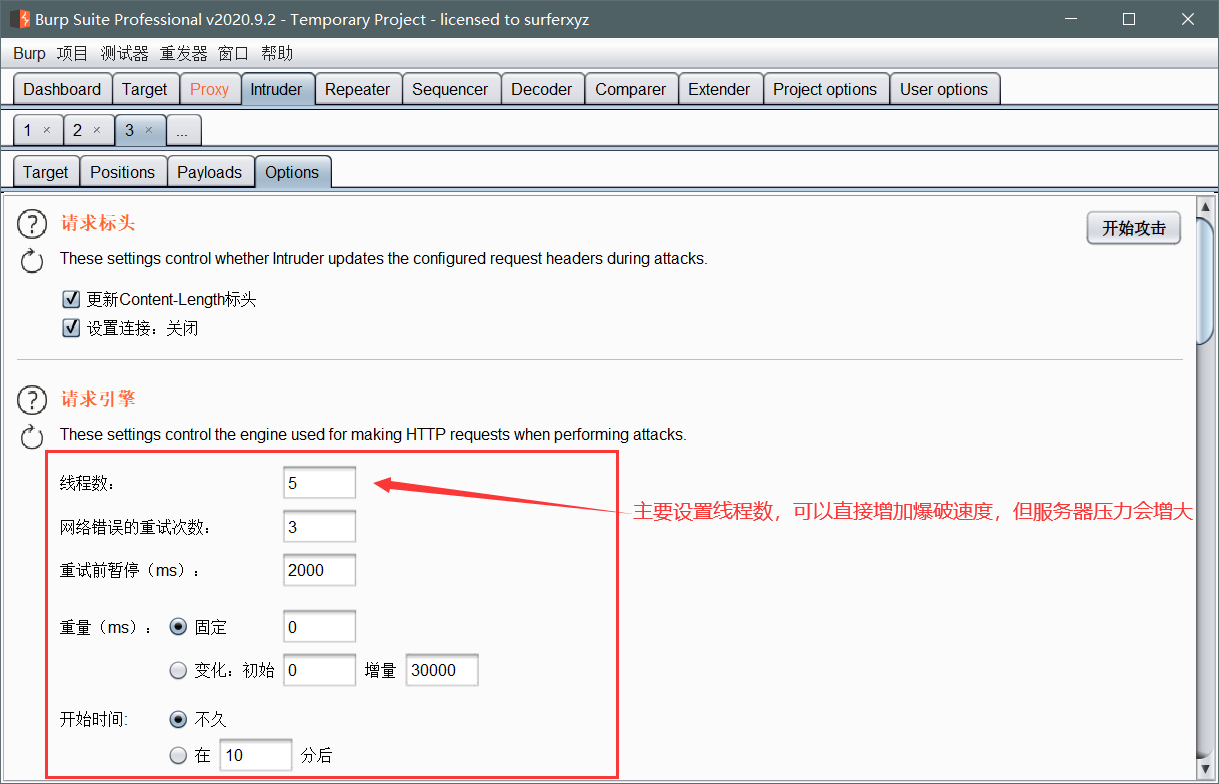 Burp Suite Professional v2020.9.2 - Temporary Project - licensed to surferxyz
Burp 项目 测试器 重发器 窗口 帮助
Dashboard Target Proxy Intruder Repeater Sequencer Decoder Comparer Extender Project options User options
1 × 2 × 3 × ...
Target Positions Payloads Options
? 请求标头
开始攻击
These settings control whether Intruder updates the configured request headers during attacks.
更新Content-Length标头
设置连接：关闭
? 请求引擎
These settings control the engine used for making HTTP requests when performing attacks.
线程数： 5
主要设置线程数，可以直接增加爆破速度，但服务器压力会增大
网络错误的重试次数： 3
重试前暂停（ms）： 2000
重量（ms）： 固定 0
变化：初始 0 增量 30000
开始时间: 不久
在 10 分后